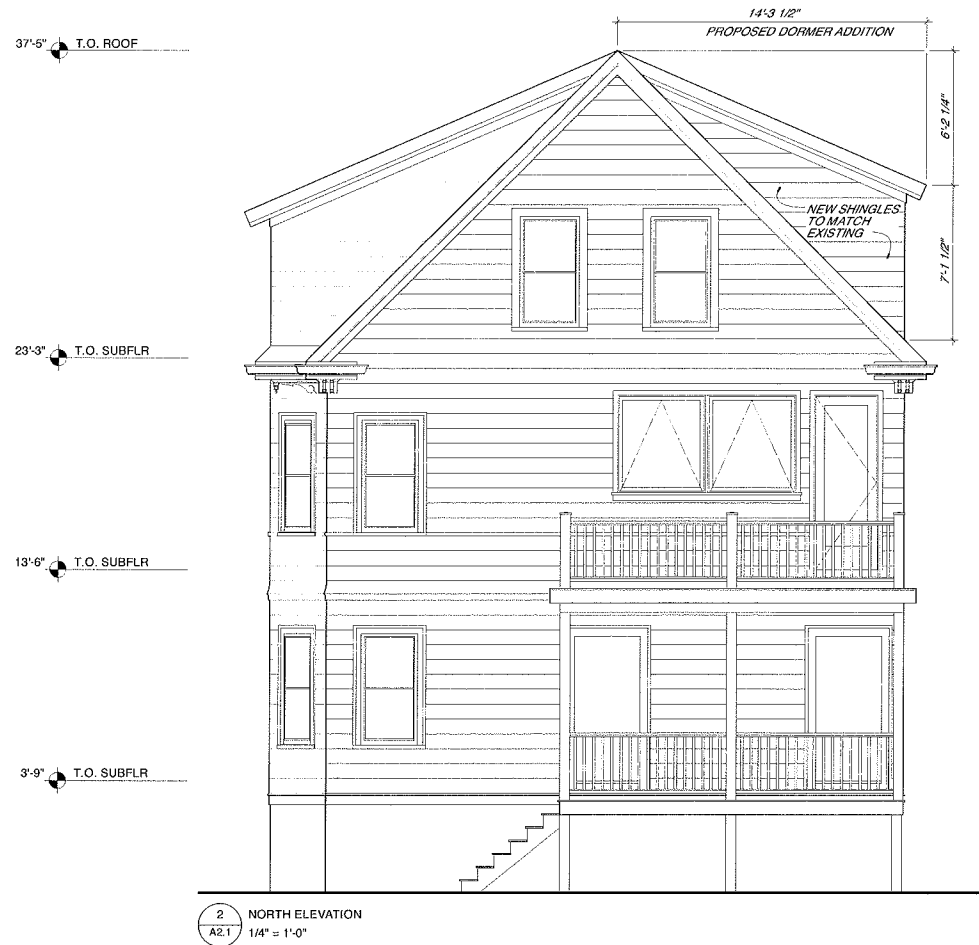 14'-3 1/2"
PROPOSED DORMER ADDITION
37'-5" T.O. ROOF
6'-2 1/4"
NEW SHINGLES
TO MATCH
EXISTING
7'-1 1/2"
23'-3" T.O. SUBFLR
13'-6" T.O. SUBFLR
3'-9" T.O. SUBFLR
2
A2.1
NORTH ELEVATION
1/4" = 1'-0"